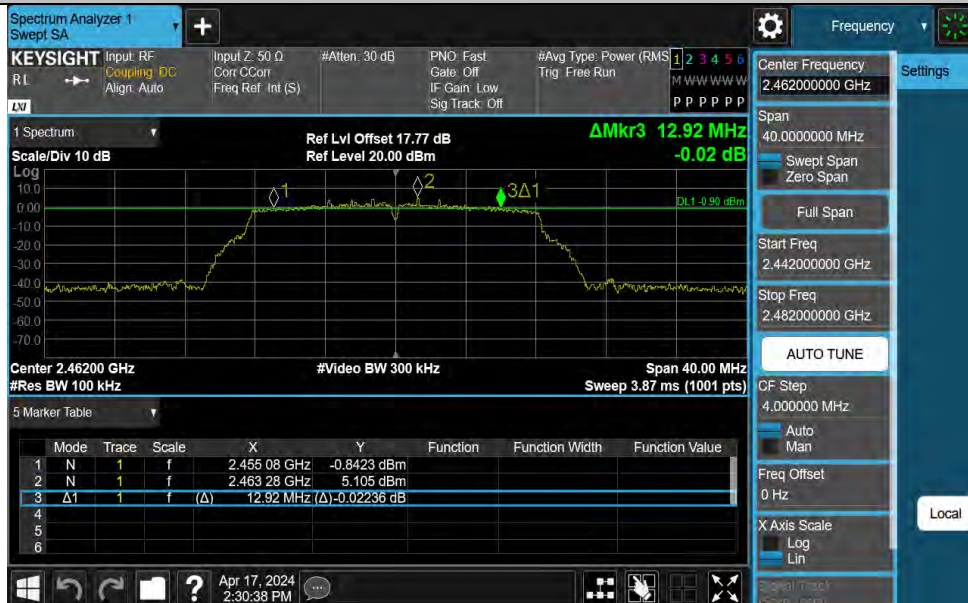 Spectrum Analyzer 1
Swept SA
+
Frequency
KEYSIGHT
RL
LXI
Input: RF
Coupling: DC
Align: Auto
Input Z: 50 Ω
Corr CCorr
Freq Ref: Int (S)
#Atten: 30 dB
PNO: Fast
Gate: Off
IF Gain: Low
Sig Track: Off
#Avg Type: Power (RMS
Trig: Free Run
1 2 3 4 5 6
M W W W W W
P P P P P P
1 Spectrum
Scale/Div 10 dB
Ref Lvl Offset 17.77 dB
Ref Level 20.00 dBm
ΔMkr3 12.92 MHz
-0.02 dB
Log
10.0
0.00
-10.0
-20.0
-30.0
-40.0
-50.0
-60.0
-70.0
1
2
3Δ1
DL1 -0.90 dBm
Center 2.46200 GHz
#Res BW 100 kHz
#Video BW 300 kHz
Span 40.00 MHz
Sweep 3.87 ms (1001 pts)
5 Marker Table
Mode Trace Scale X Y Function Function Width Function Value
1 N 1 f 2.455 08 GHz -0.8423 dBm
2 N 1 f 2.463 28 GHz 5.105 dBm
3 Δ1 1 f (Δ) 12.92 MHz (Δ) -0.02236 dB
4
5
6
?
Apr 17, 2024
2:30:38 PM
Center Frequency
2.462000000 GHz
Span
40.0000000 MHz
Swept Span
Zero Span
Full Span
Start Freq
2.442000000 GHz
Stop Freq
2.482000000 GHz
AUTO TUNE
CF Step
4.000000 MHz
Auto
Man
Freq Offset
0 Hz
X Axis Scale
Log
Lin
Signal Track
Settings
Local